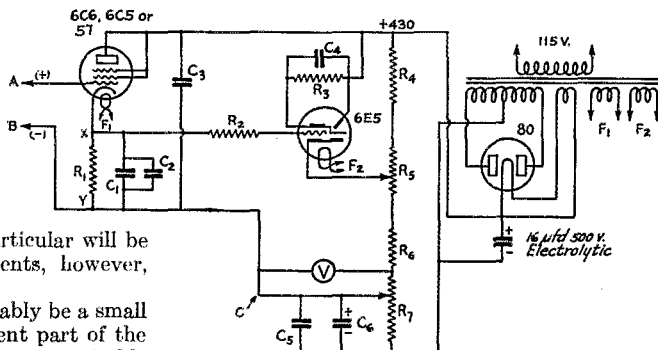 6C6, 6C5 or
57
A (+)
B (-)
F1
X
Y
R1
C1
C2
C3
R2
C4
R3
6E5
F2
+430
R4
R5
R6
R7
V
C
C5
C6
115 V.
80
F1
F2
+
-
16 μfd 500 v.
Electrolytic
+
-
rticular will be
ents, however,
ably be a small
ent part of the